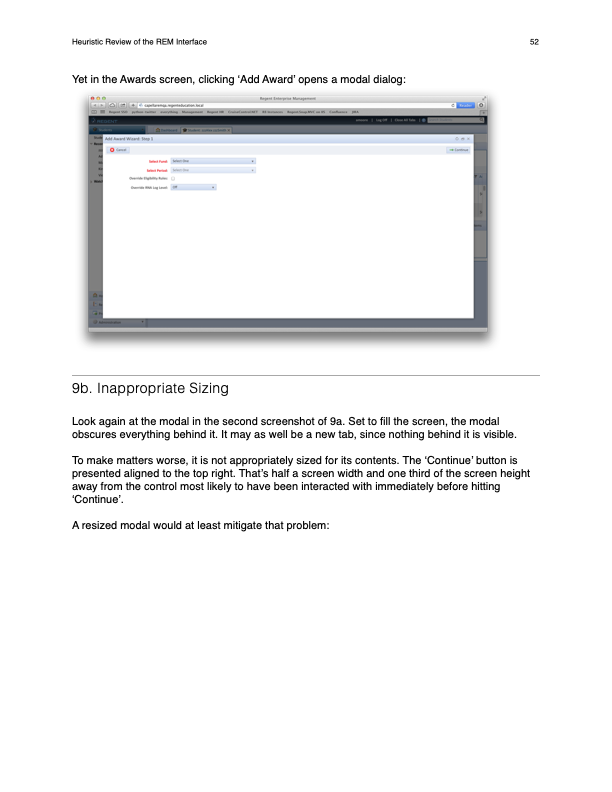 Heuristic Review of the REM Interface 52
Yet in the Awards screen, clicking ‘Add Award’ opens a modal dialog:
Regent Enterprise Management
Reader
Log Off | Close All Tabs
Add Award Wizard: Step 1
Cancel Continue
Select Fund: Select One
Select Period: Select One
Override Eligibility Rules:
Override RNA Log Level: Off
9b. Inappropriate Sizing
Look again at the modal in the second screenshot of 9a. Set to fill the screen, the modal
obscures everything behind it. It may as well be a new tab, since nothing behind it is visible.
To make matters worse, it is not appropriately sized for its contents. The ‘Continue’ button is
presented aligned to the top right. That’s half a screen width and one third of the screen height
away from the control most likely to have been interacted with immediately before hitting
‘Continue’.
A resized modal would at least mitigate that problem: